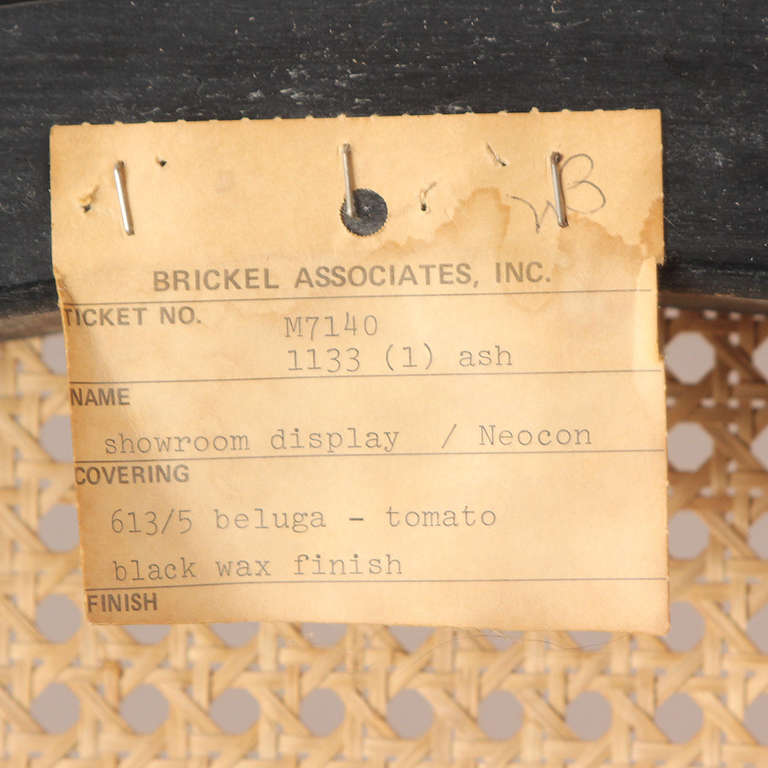 WB
BRICKEL ASSOCIATES, INC.
TICKET NO. M7140
1133 (1) ash
NAME
showroom display / Neocon
COVERING
613/5 beluga - tomato
black wax finish
FINISH